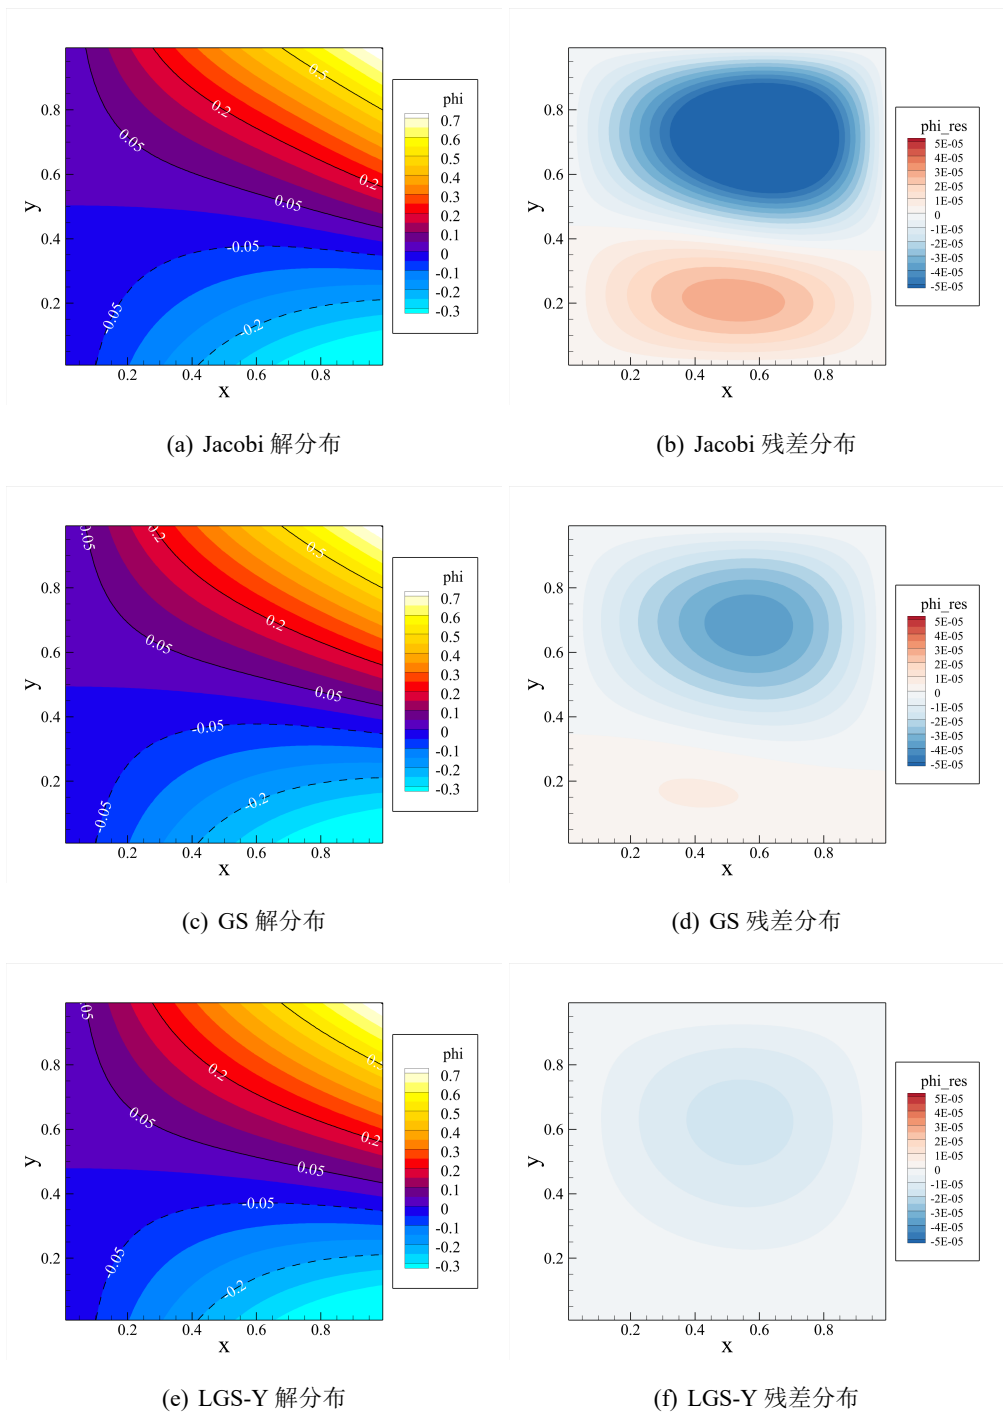 phi
phi_res
0.5
0.2
0.05
0.2
0.05
-0.05
-0.05
-0.2
0.8
0.6
0.4
0.2
y
0.2
0.4
0.6
0.8
x
0.7
0.6
0.5
0.4
0.3
0.2
0.1
0
-0.1
-0.2
-0.3
0.8
0.6
0.4
0.2
y
0.2
0.4
0.6
0.8
x
5E-05
4E-05
3E-05
2E-05
1E-05
0
-1E-05
-2E-05
-3E-05
-4E-05
-5E-05
(a) Jacobi 解分布
(b) Jacobi 残差分布
phi
phi_res
0.05
0.2
0.5
0.2
0.05
0.05
-0.05
-0.05
-0.2
0.8
0.6
0.4
0.2
y
0.2
0.4
0.6
0.8
x
0.7
0.6
0.5
0.4
0.3
0.2
0.1
0
-0.1
-0.2
-0.3
0.8
0.6
0.4
0.2
y
0.2
0.4
0.6
0.8
x
5E-05
4E-05
3E-05
2E-05
1E-05
0
-1E-05
-2E-05
-3E-05
-4E-05
-5E-05
(c) GS 解分布
(d) GS 残差分布
phi
phi_res
0.2
0.05
0.2
0.05
-0.05
-0.05
-0.2
0.8
0.6
0.4
0.2
y
0.2
0.4
0.6
0.8
x
0.7
0.6
0.5
0.4
0.3
0.2
0.1
0
-0.1
-0.2
-0.3
0.8
0.6
0.4
0.2
y
0.2
0.4
0.6
0.8
x
5E-05
4E-05
3E-05
2E-05
1E-05
0
-1E-05
-2E-05
-3E-05
-4E-05
-5E-05
(e) LGS-Y 解分布
(f) LGS-Y 残差分布